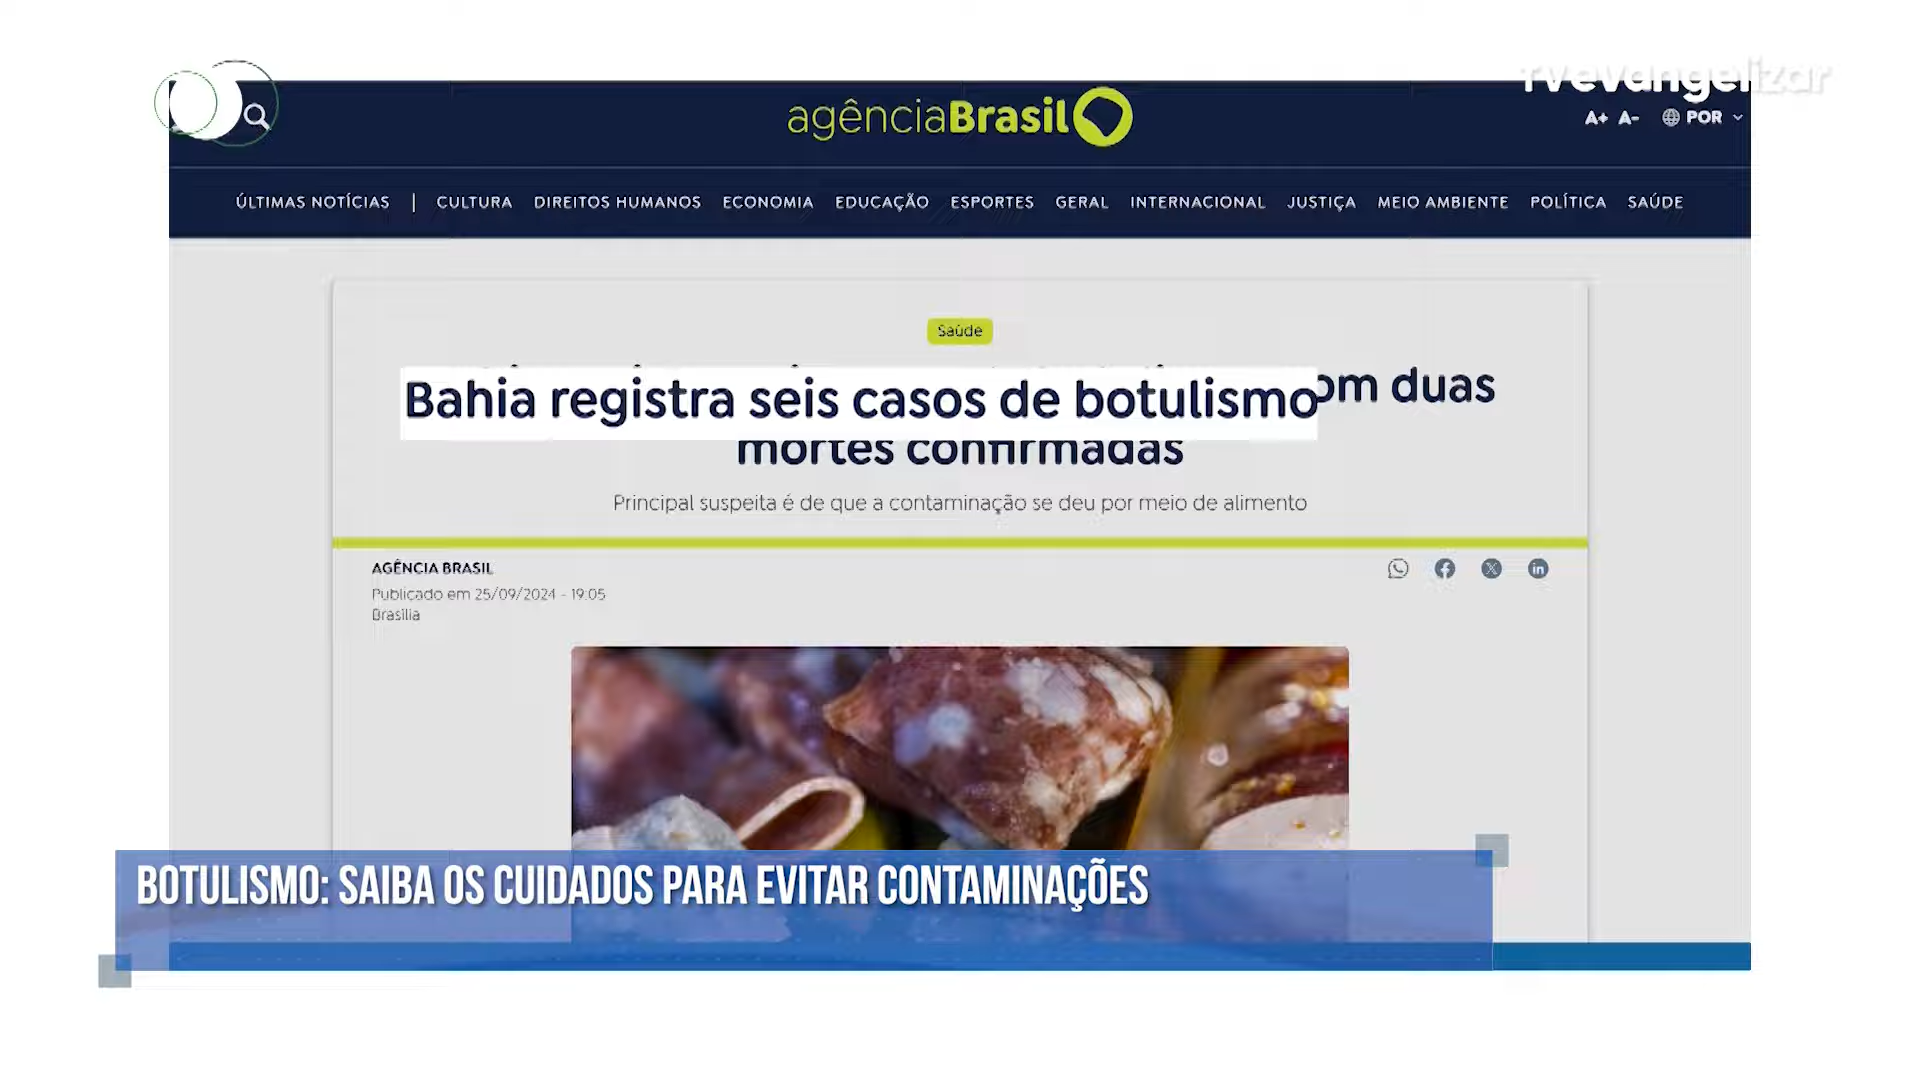 TVevangelizar
agênciaBrasil
A+ A- POR
ÚLTIMAS NOTÍCIAS | CULTURA DIREITOS HUMANOS ECONOMIA EDUCAÇÃO ESPORTES GERAL INTERNACIONAL JUSTIÇA MEIO AMBIENTE POLÍTICA SAÚDE
Saúde
Bahia registra seis casos de botulismo om duas
mortes confirmadas
Principal suspeita é de que a contaminação se deu por meio de alimento
AGÊNCIA BRASIL
Publicado em 25/09/2024 - 19:05
Brasília
BOTULISMO: SAIBA OS CUIDADOS PARA EVITAR CONTAMINAÇÕES